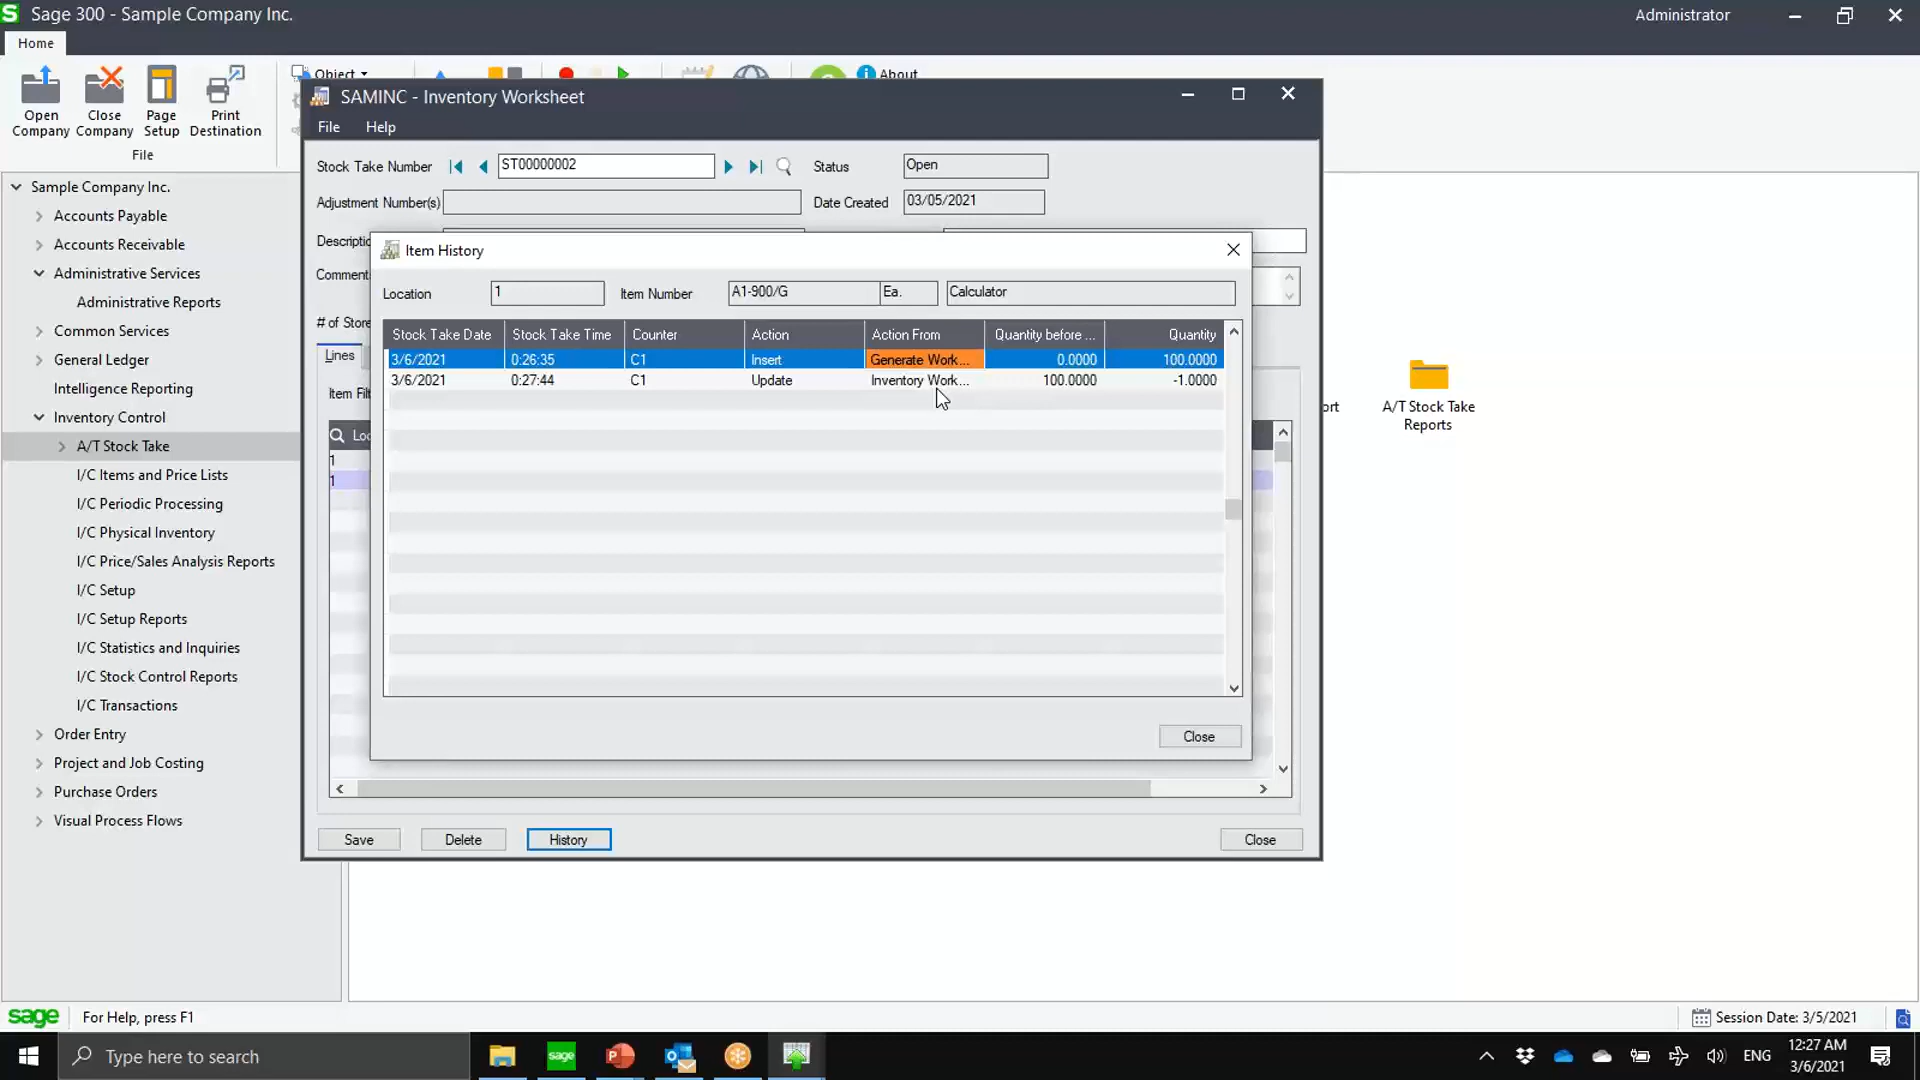 Sage 300 - Sample Company Inc.
Administrator
Home
Object
About
Open Company
Close Company
Page Setup
Print Destination
File
SAMINC - Inventory Worksheet
File Help
Stock Take Number ST00000002 Status Open
Adjustment Number(s) Date Created 03/05/2021
Comment
# of Store
Lines
Item History
Location 1 Item Number A1-900/G Ea. Calculator
Stock Take Date Stock Take Time Counter Action Action From Quantity before ... Quantity
3/6/2021 0:26:35 C1 Insert Generate Work... 0.0000 100.0000
3/6/2021 0:27:44 C1 Update Inventory Work... 100.0000 -1.0000
1
1
Close
Save Delete History Close
Sample Company Inc.
Accounts Payable
Accounts Receivable
Administrative Services
Administrative Reports
Common Services
General Ledger
Intelligence Reporting
Inventory Control
A/T Stock Take
I/C Items and Price Lists
I/C Periodic Processing
I/C Physical Inventory
I/C Price/Sales Analysis Reports
I/C Setup
I/C Setup Reports
I/C Statistics and Inquiries
I/C Stock Control Reports
I/C Transactions
Order Entry
Project and Job Costing
Purchase Orders
Visual Process Flows
A/T Stock Take
Reports
sage For Help, press F1
Session Date: 3/5/2021
Type here to search
sage
ENG
12:27 AM
3/6/2021